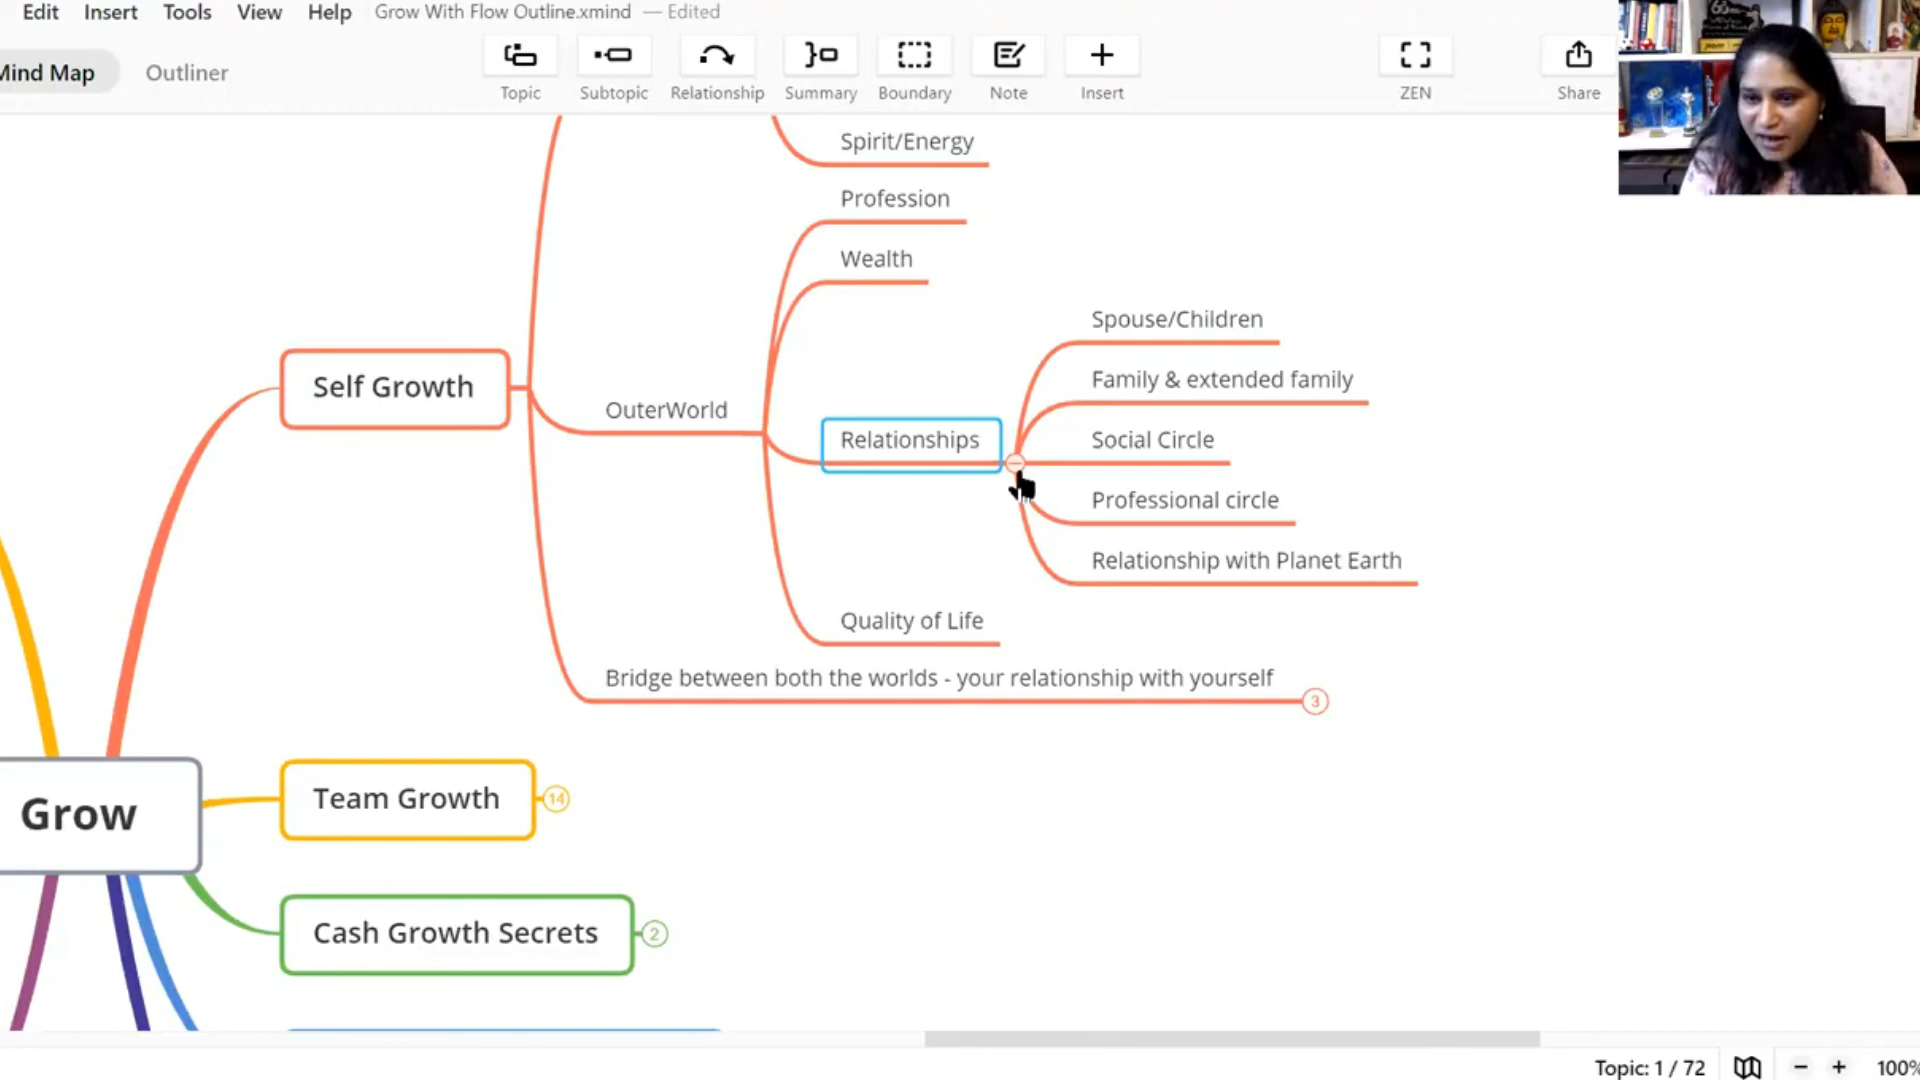 Edit Insert Tools View Help Grow With Flow Outline.xmind — Edited
Mind Map Outliner
Topic Subtopic Relationship Summary Boundary Note Insert ZEN Share
Spirit/Energy
Profession
Wealth
Spouse/Children
Self Growth
Family & extended family
OuterWorld
Relationships
Social Circle
Professional circle
Relationship with Planet Earth
Quality of Life
Bridge between both the worlds - your relationship with yourself 3
Grow
Team Growth 14
Cash Growth Secrets 2
Topic: 1 / 72 100%